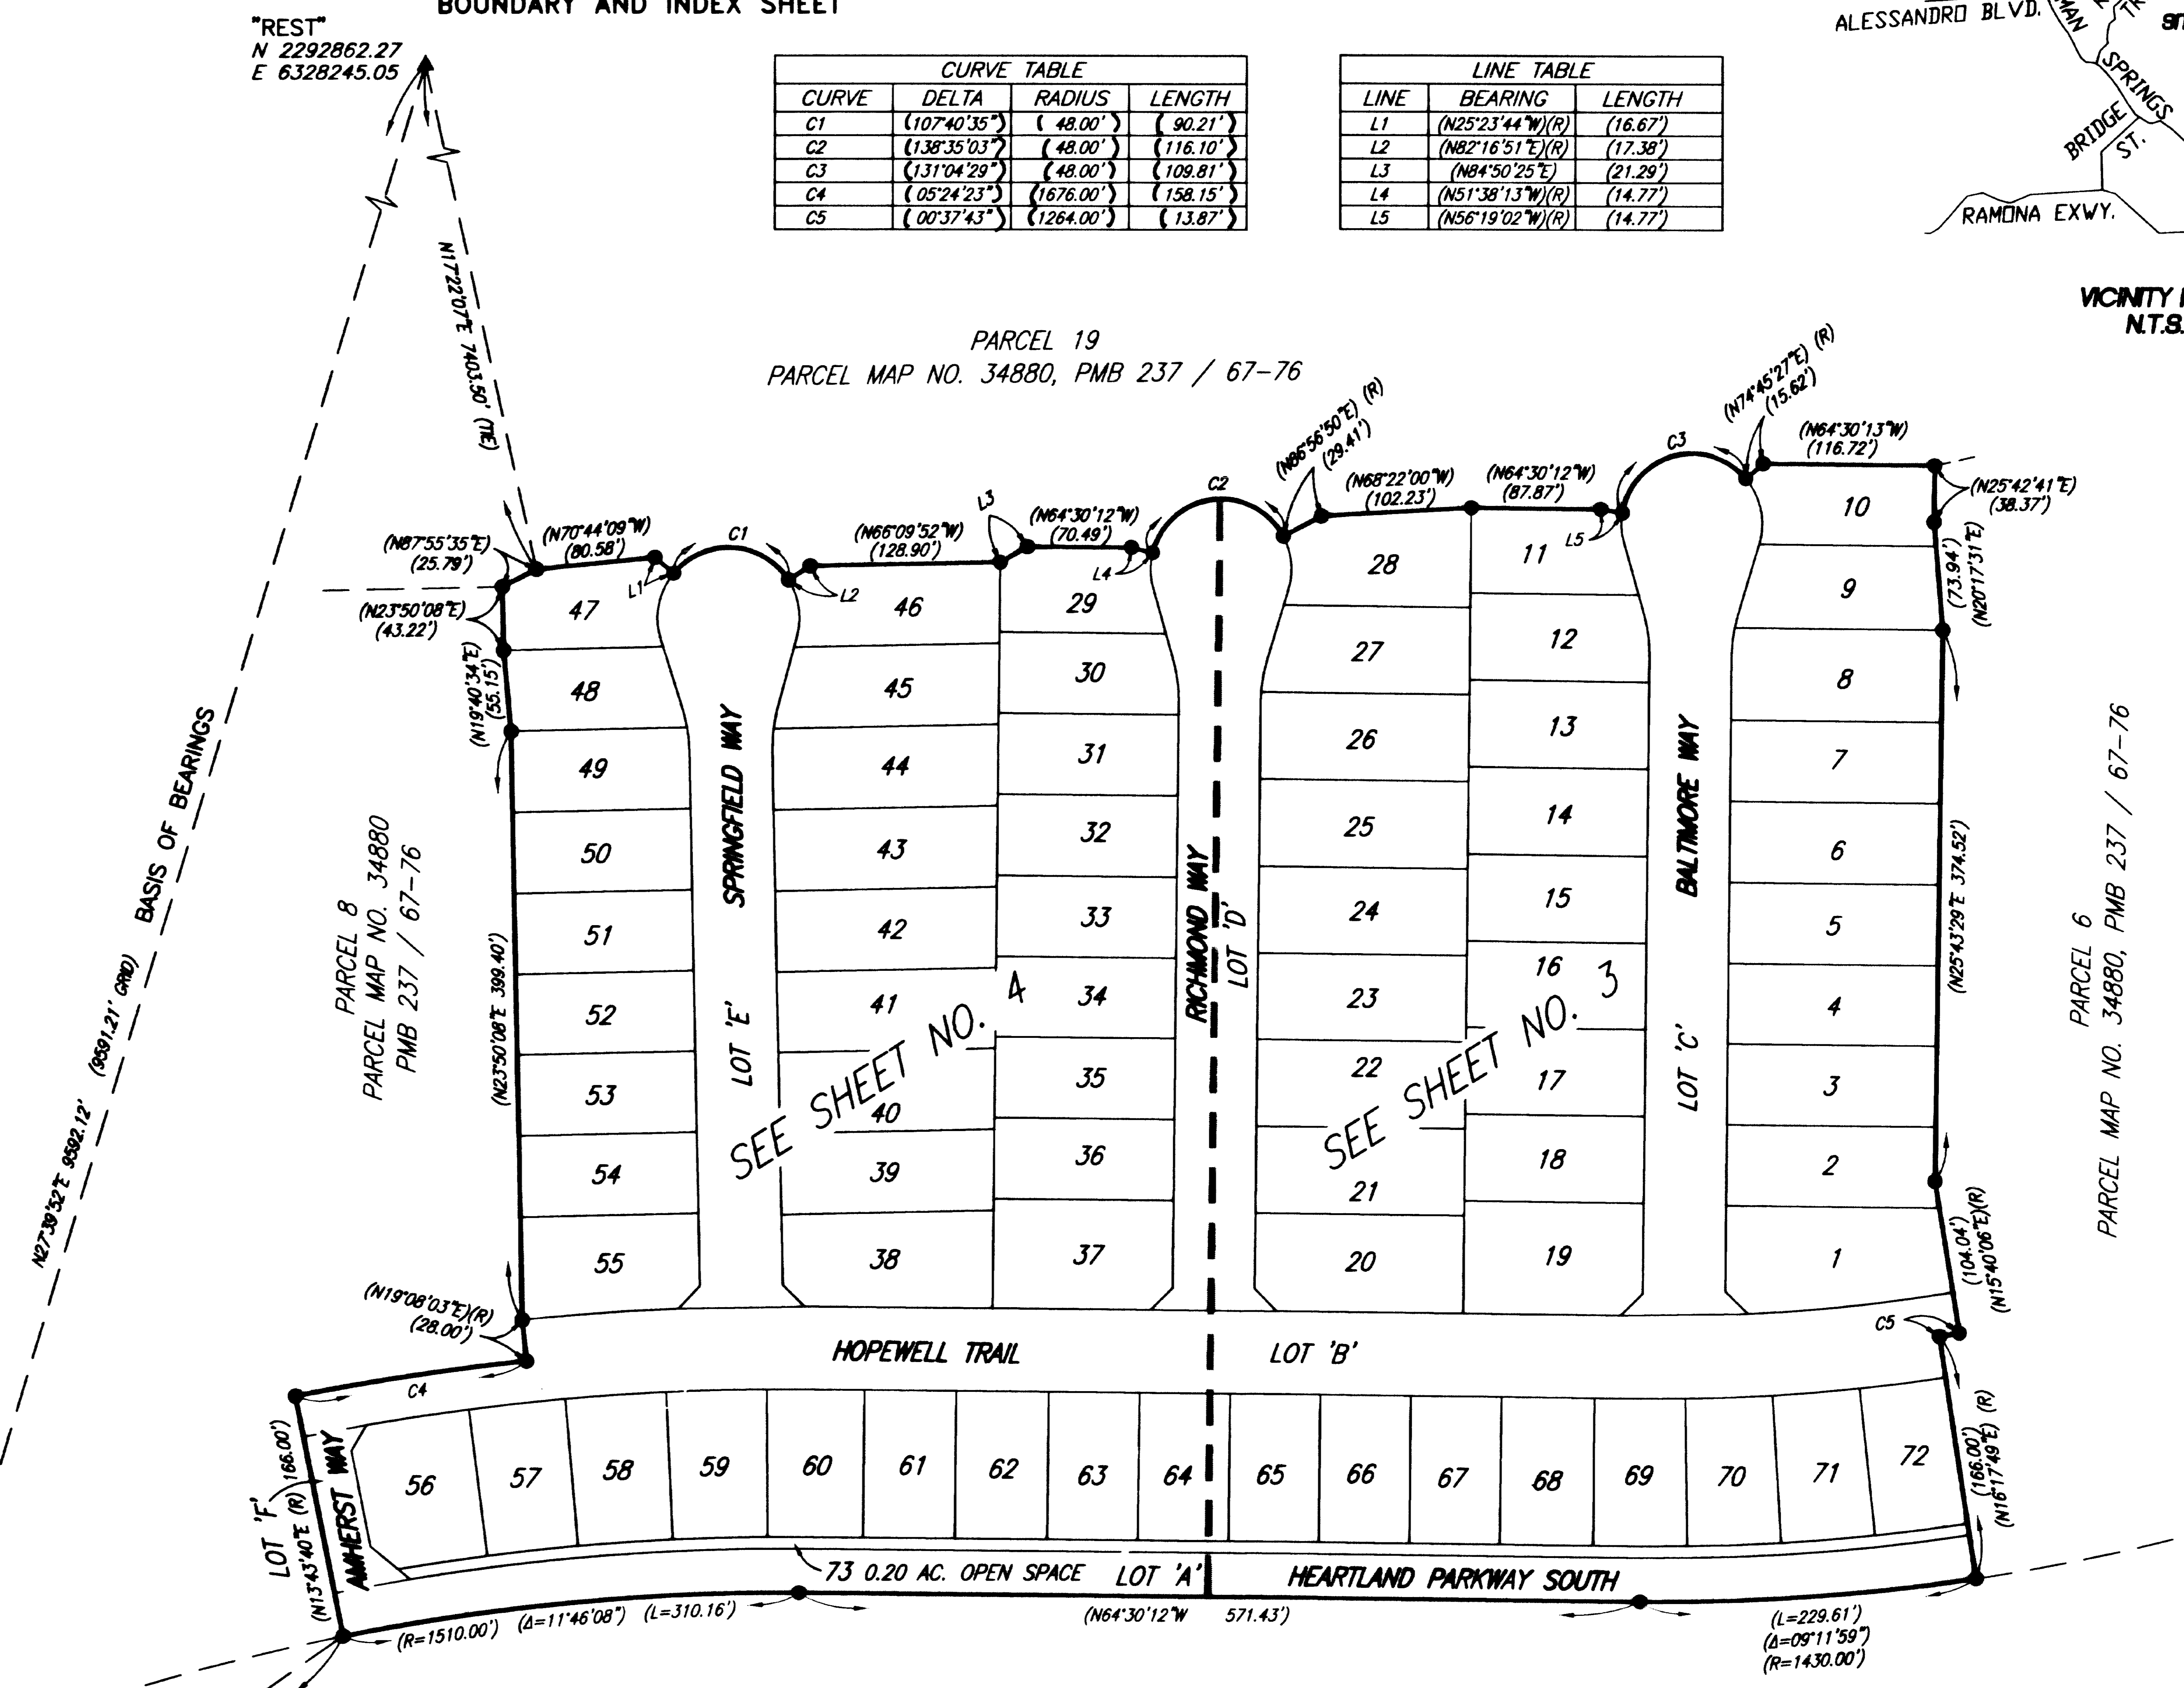 BOUNDARY AND INDEX SHEET
"REST"
N 2292862.27
E 6328245.05
CURVE TABLE
CURVE DELTA RADIUS LENGTH
C1 (107°40'35") ( 48.00') ( 90.21')
C2 (138°35'03") ( 48.00') (116.10')
C3 (131°04'29") ( 48.00') (109.81')
C4 ( 05°24'23") (1676.00') ( 158.15')
C5 ( 00°37'43") (1264.00') ( 13.87')
LINE TABLE
LINE BEARING LENGTH
L1 (N25°23'44"W)(R) (16.67')
L2 (N82°16'51"E)(R) (17.38')
L3 (N84°50'25"E) (21.29')
L4 (N51°38'13"W)(R) (14.77')
L5 (N56°19'02"W)(R) (14.77')
ALESSANDRO BLVD.
SPRINGS
BRIDGE
ST.
RAMONA EXWY.
VICINITY
N.T.S.
N17°22'07"E 7403.50' (TIE)
PARCEL 19
PARCEL MAP NO. 34880, PMB 237 / 67-76
(N87°55'35"E)
(25.79')
(N70°44'09"W)
(80.58')
C1
L1
L2
(N66°09'52"W)
(128.90')
L3
(N64°30'12"W)
(70.49')
L4
C2
(N86°56'50"E) (R)
(29.41')
(N68°22'00"W)
(102.23')
(N64°30'12"W)
(87.87')
L5
C3
(N74°45'27"E) (R)
(15.62')
(N64°30'13"W)
(116.72')
(N25°42'41"E)
(38.37')
(73.94')
(N20°17'31"E)
(N23°50'08"E)
(43.22')
(N19°40'34"E)
(55.15')
(N23°50'08"E 399.40')
(N25°43'29"E 374.52')
(104.04')
(N15°40'06"E)(R)
C5
(166.00')
(N16°17'49"E) (R)
BASIS OF BEARINGS
N27°39'52"E 9592.12' (9591.21' GRID)
PARCEL 8
PARCEL MAP NO. 34880
PMB 237 / 67-76
PARCEL 6
PARCEL MAP NO. 34880, PMB 237 / 67-76
47
48
49
50
51
52
53
54
55
SPRINGFIELD WAY
LOT 'E'
46
45
44
43
42
41
40
39
38
SEE SHEET NO. 4
29
30
31
32
33
34
35
36
37
RICHMOND WAY
LOT 'D'
28
27
26
25
24
23
22
21
20
SEE SHEET NO. 3
11
12
13
14
15
16
17
18
19
BALTIMORE WAY
LOT 'C'
10
9
8
7
6
5
4
3
2
1
(N19°08'03"E)(R)
(28.00')
C4
HOPEWELL TRAIL LOT 'B'
LOT 'F'
(N13°43'40"E (R) 166.00')
AMHERST WAY
56 57 58 59 60 61 62 63 64 65 66 67 68 69 70 71 72
73 0.20 AC. OPEN SPACE LOT 'A' HEARTLAND PARKWAY SOUTH
(R=1510.00') (Δ=11°46'08") (L=310.16')
(N64°30'12"W 571.43')
(L=229.61')
(Δ=09°11'59")
(R=1430.00')